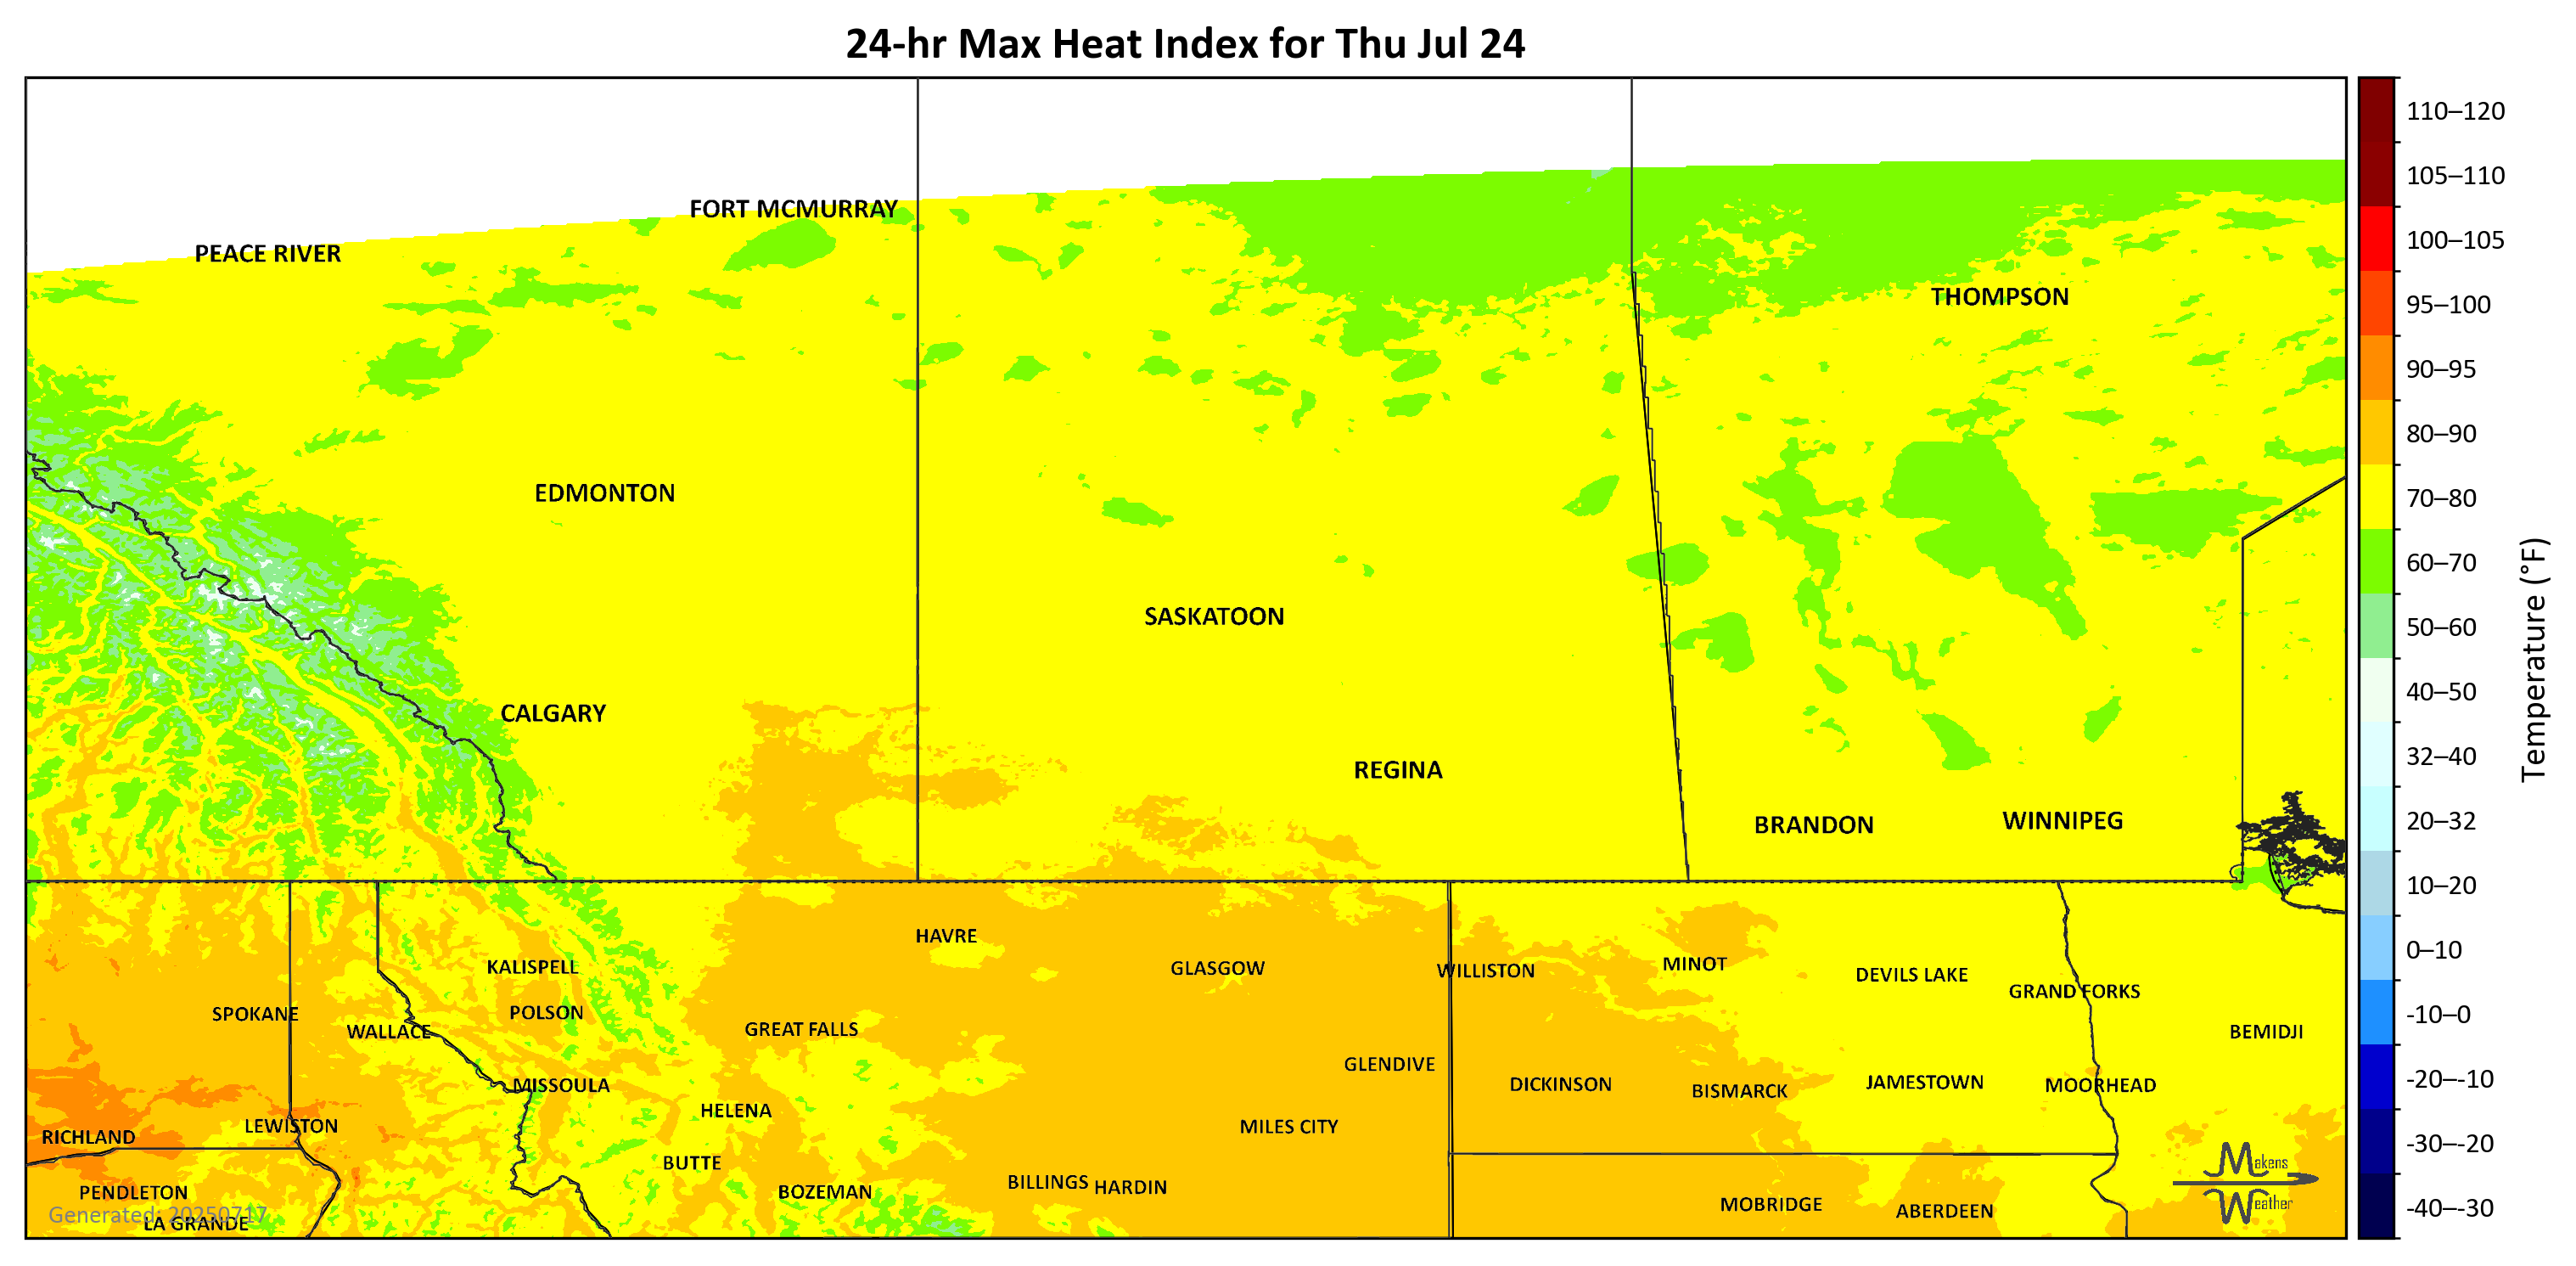 24-hr Max Heat Index for Thu Jul 24
110–120
105–110
FORT MCMURRAY
100–105
PEACE RIVER
THOMPSON
95–100
90–95
80–90
EDMONTON
70–80
60–70
SASKATOON
50–60
Temperature (°F)
40–50
CALGARY
32–40
REGINA
20–32
BRANDON
WINNIPEG
10–20
HAVRE
0–10
KALISPELL
GLASGOW
WILLISTON
MINOT
DEVILS LAKE
GRAND FORKS
-10–0
SPOKANE
POLSON
WALLACE
GREAT FALLS
BEMIDJI
GLENDIVE
-20–-10
MISSOULA
DICKINSON
BISMARCK
JAMESTOWN
MOORHEAD
HELENA
LEWISTON
MILES CITY
RICHLAND
-30–-20
BUTTE
Makens
Weather
PENDLETON
BOZEMAN
BILLINGS
HARDIN
MOBRIDGE
ABERDEEN
-40–-30
Generated: 20250717
LA GRANDE